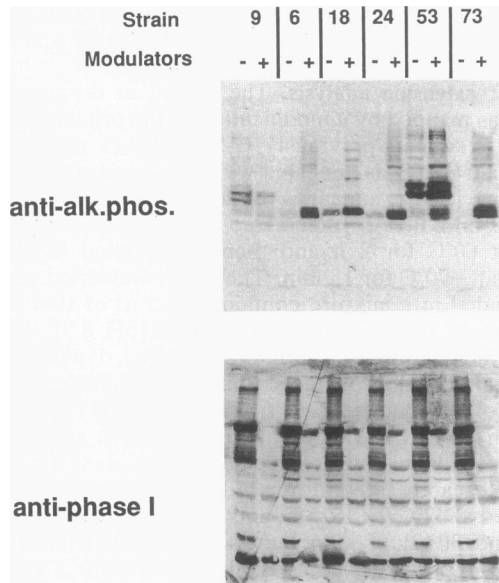 Strain 9 6 18 24 53 73
Modulators - + - + - + - + - + - +
anti-alk.phos.
anti-phase I